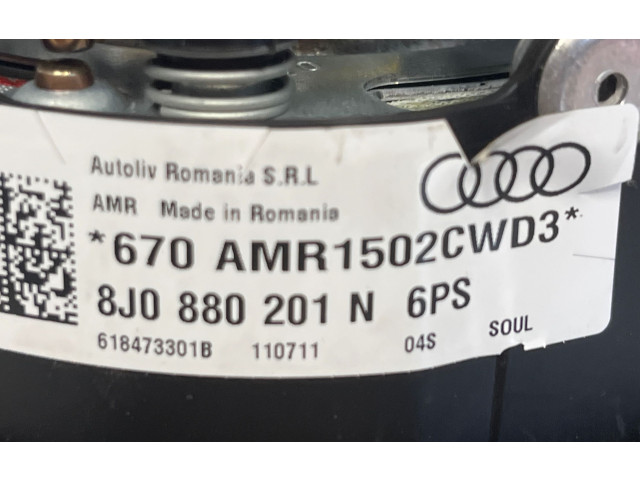 Autoliv Romania S.R.L
AMR Made in Romania
*670 AMR1502CWD3*
8J0 880 201 N 6PS
618473301B 110711 04S SOUL